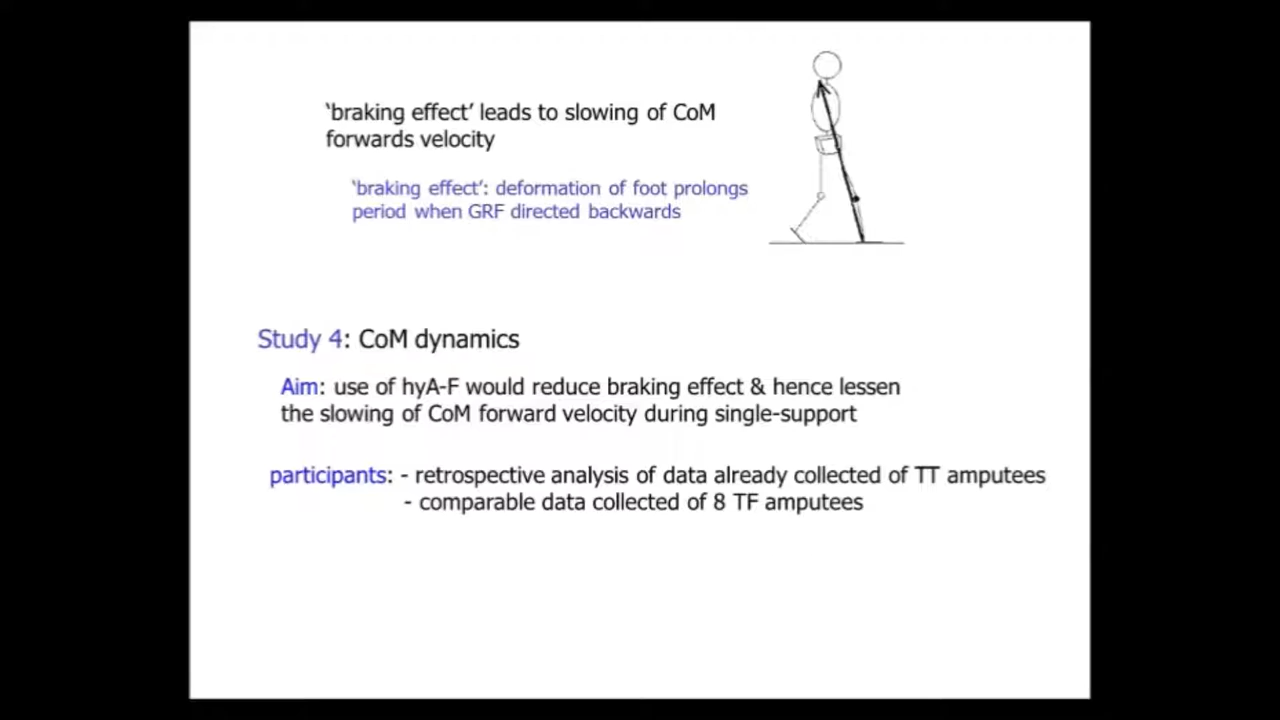 ‘braking effect’ leads to slowing of CoM
forwards velocity
‘braking effect’: deformation of foot prolongs
period when GRF directed backwards
Study 4: CoM dynamics
Aim: use of hyA-F would reduce braking effect & hence lessen
the slowing of CoM forward velocity during single-support
participants: - retrospective analysis of data already collected of TT amputees
- comparable data collected of 8 TF amputees